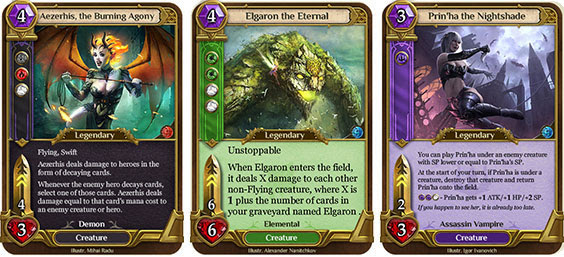 4
Aezerhis, the Burning Agony
Legendary
Flying, Swift
Aezerhis deals damage to heroes in the
form of decaying cards.
Whenever the enemy hero decays cards,
select one of those cards. Aezerhis deals
damage equal to that card's mana cost to
an enemy creature or hero.
4
3
Demon
Creature
Illustr. Mihai Radu
4
Elgaron the Eternal
Legendary
Unstoppable
When Elgaron enters the field,
it deals X damage to each other
non-Flying creature, where X is
1 plus the number of cards in
your graveyard named Elgaron .
6
6
Elemental
Creature
Illustr. Alexander Nanitchkov
3
Prin'ha the Nightshade
Legendary
You can play Prin'ha under an enemy creature
with SP lower or equal to Prin'ha's SP.
At the start of your turn, if Prin'ha is under a
creature, destroy that creature and return
Prin'ha onto the field.
- Prin'ha gets +1 ATK/+1 HP/+2 SP.
If you happen to see her, it is already too late.
2
3
Assassin Vampire
Creature
Illustr. Igor Ivanovich